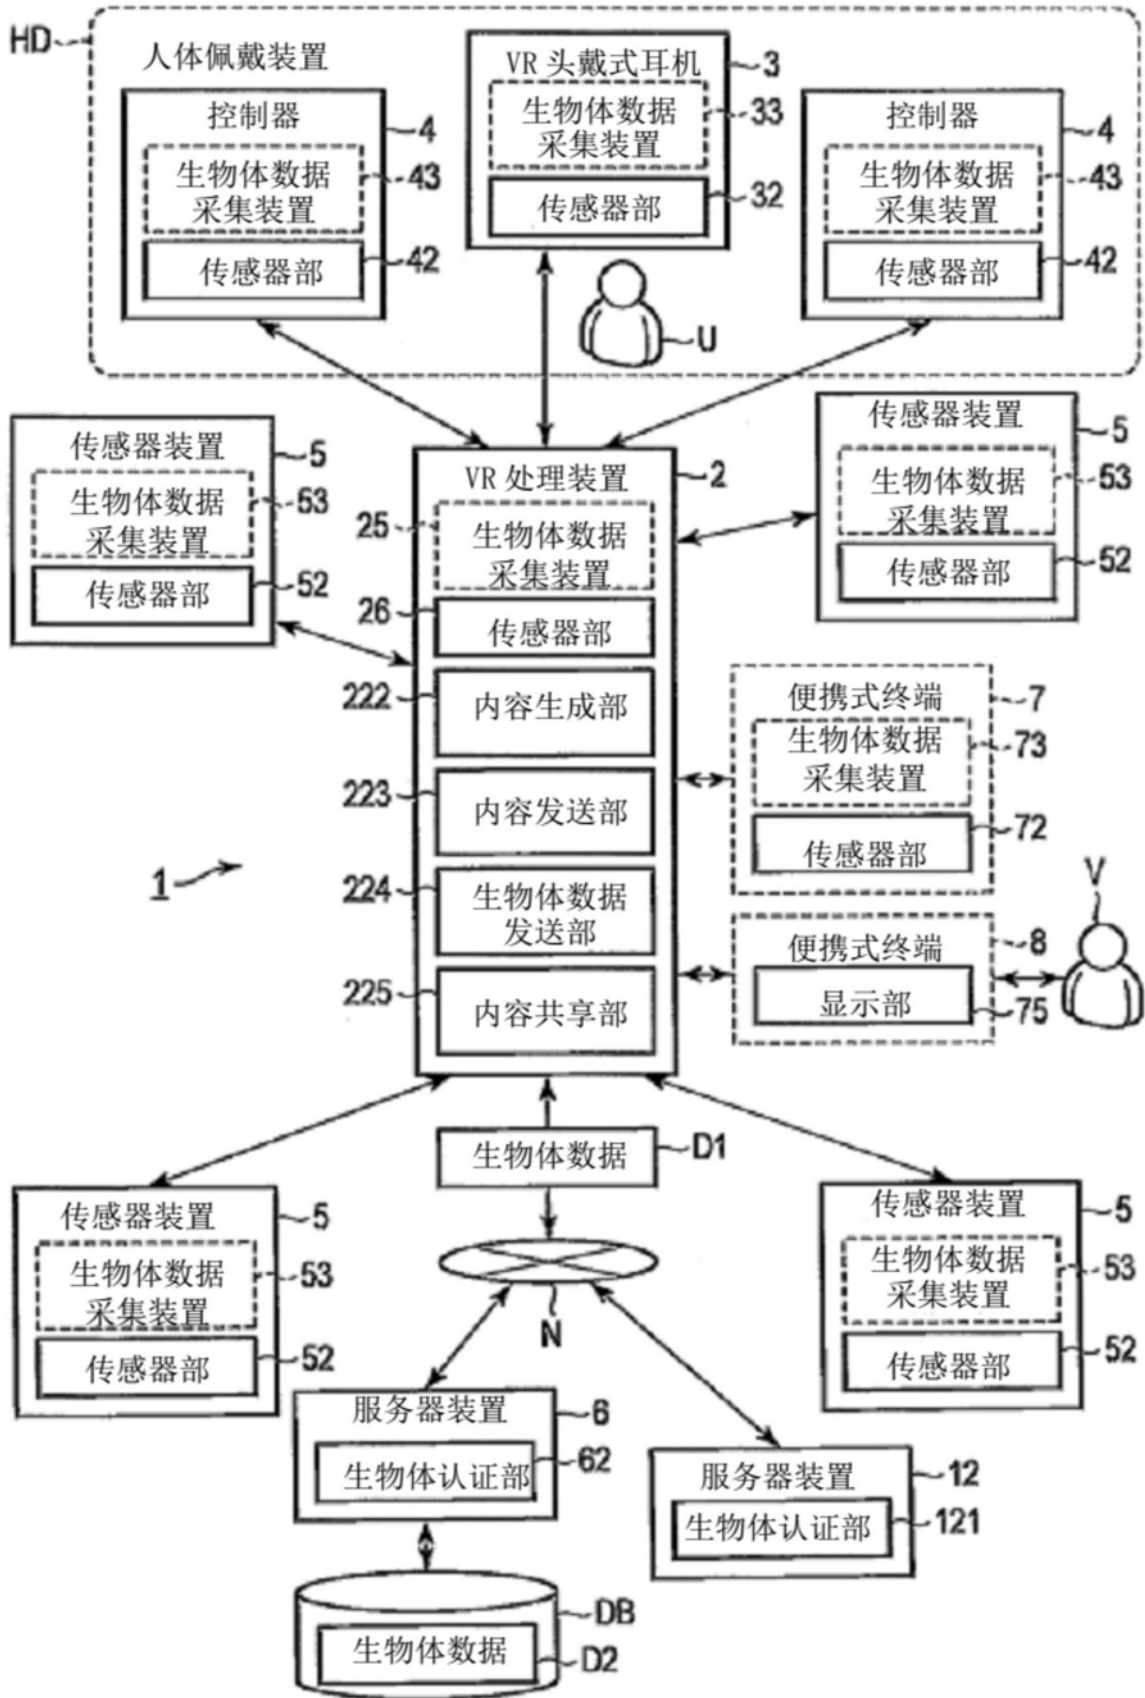 HD
人体佩戴装置
控制器
4
生物体数据
采集装置
43
传感器部
42
VR 头戴式耳机
3
生物体数据
采集装置
33
传感器部
32
控制器
4
生物体数据
采集装置
43
传感器部
42
U
传感器装置
5
生物体数据
采集装置
53
传感器部
52
VR 处理装置
2
25
生物体数据
采集装置
26
传感器部
222
内容生成部
223
内容发送部
224
生物体数据
发送部
225
内容共享部
传感器装置
5
生物体数据
采集装置
53
传感器部
52
便携式终端
7
生物体数据
采集装置
73
传感器部
72
1
V
便携式终端
8
显示部
75
生物体数据
D1
传感器装置
5
生物体数据
采集装置
53
传感器部
52
N
传感器装置
5
生物体数据
采集装置
53
传感器部
52
服务器装置
6
生物体认证部
62
服务器装置
12
生物体认证部
121
DB
生物体数据
D2